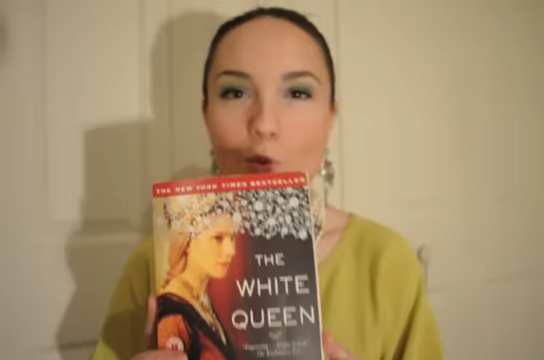 THE NEW YORK TIMES BESTSELLER
THE
WHITE
QUEEN